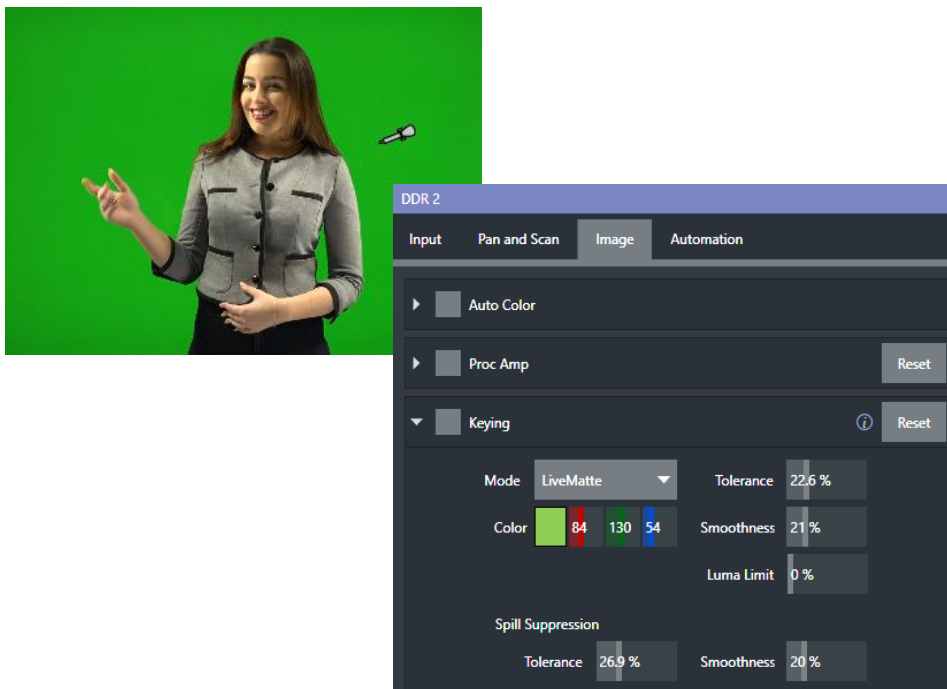 DDR 2
Input Pan and Scan Image Automation
Auto Color
Proc Amp Reset
Keying i Reset
Mode LiveMatte Tolerance 22.6 %
Color 84 130 54 Smoothness 21 %
Luma Limit 0 %
Spill Suppression
Tolerance 26.9 % Smoothness 20 %